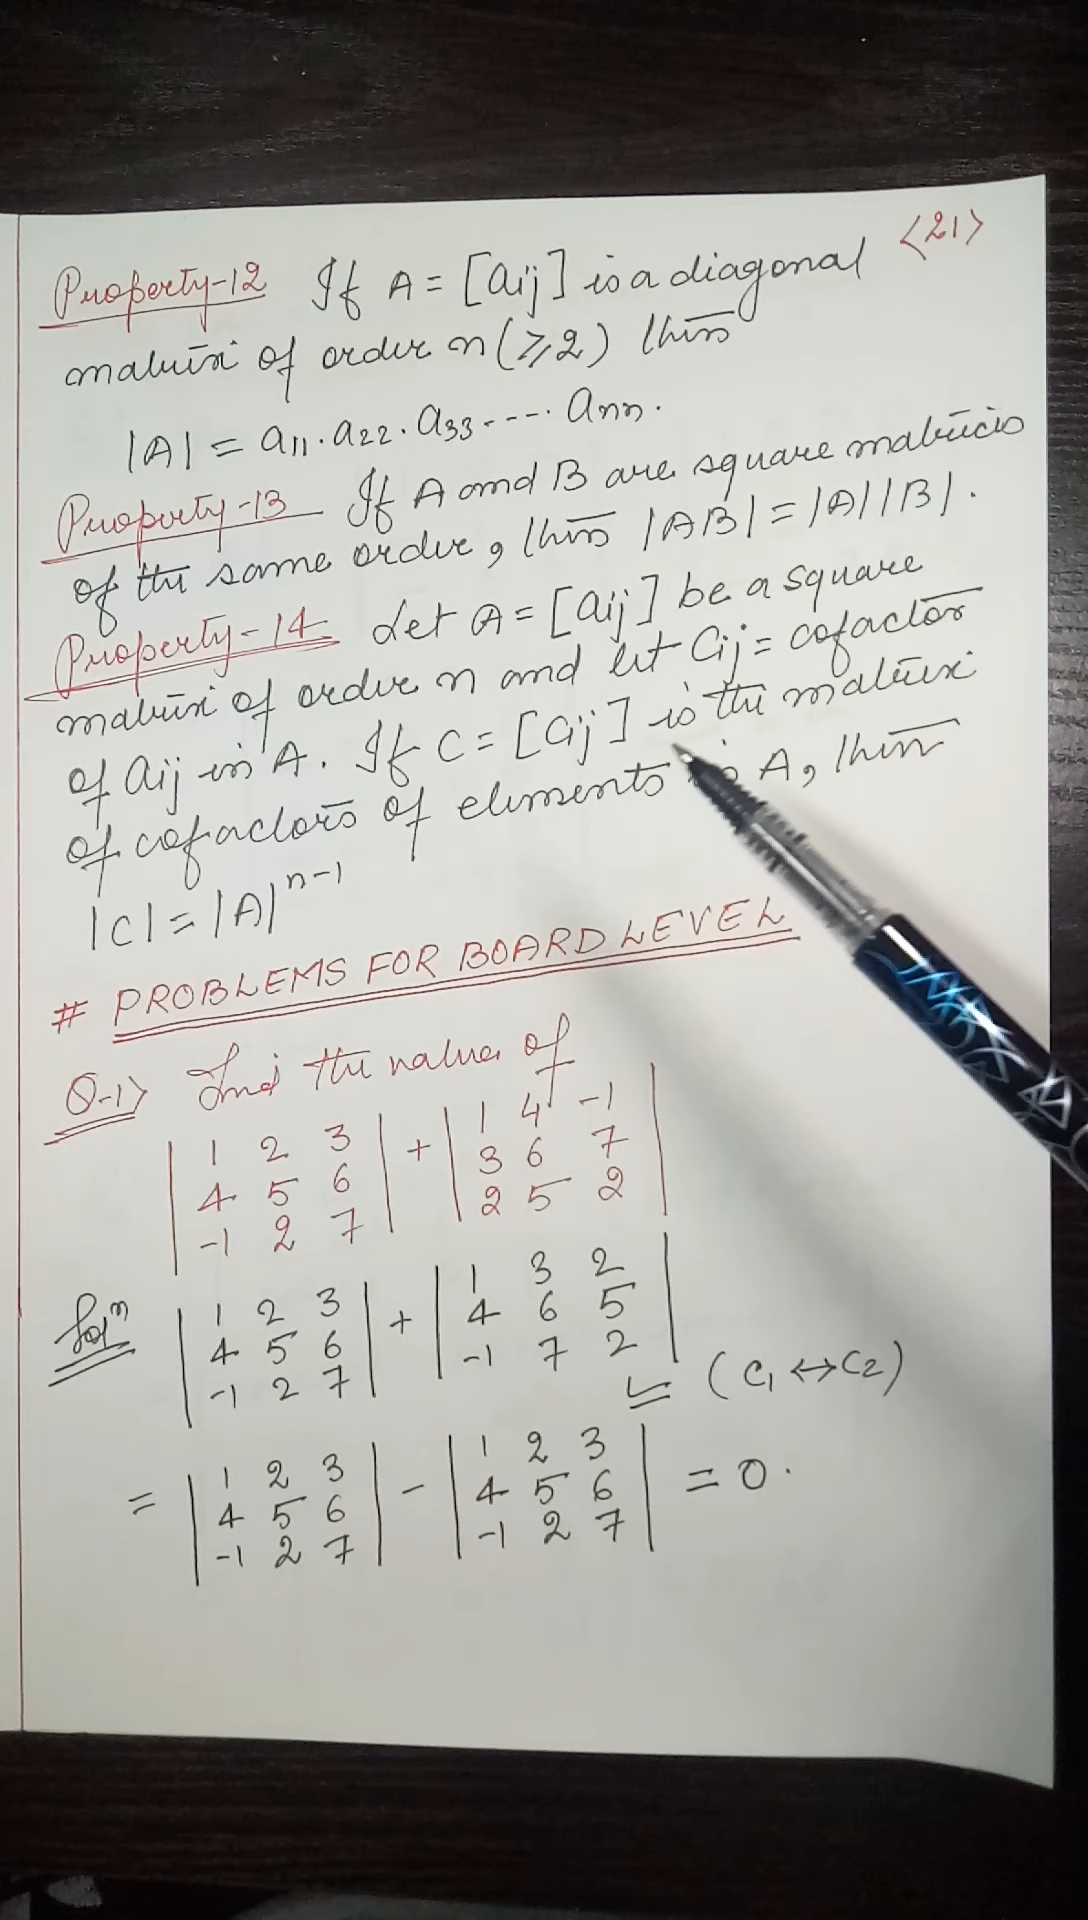 <21>
Property-12 If A = [aij] is a diagonal
matrix of order n (≥2) then
|A| = a11·a22·a33---· ann.
Property-13 If A and B are square matrices
of the same order, then |AB| = |A||B|.
Property-14 Let A = [aij] be a square
matrix of order n and let Cij = cofactor
of aij in A. If C = [Cij] is the matrix
of cofactors of elements in A, then
|C| = |A|^n-1
# PROBLEMS FOR BOARD LEVEL
Q-1> Find the value of
| 1 2 3 | + | 1 4 -1 |
| 4 5 6 | | 3 6 7 |
| -1 2 7 | | 2 5 2 |
Solⁿ | 1 2 3 | + | 1 3 2 |
| 4 5 6 | | 4 6 5 |
| -1 2 7 | | -1 7 2 |
(C1 ↔ C2)
= | 1 2 3 | - | 1 2 3 | = 0.
| 4 5 6 | | 4 5 6 |
| -1 2 7 | | -1 2 7 |